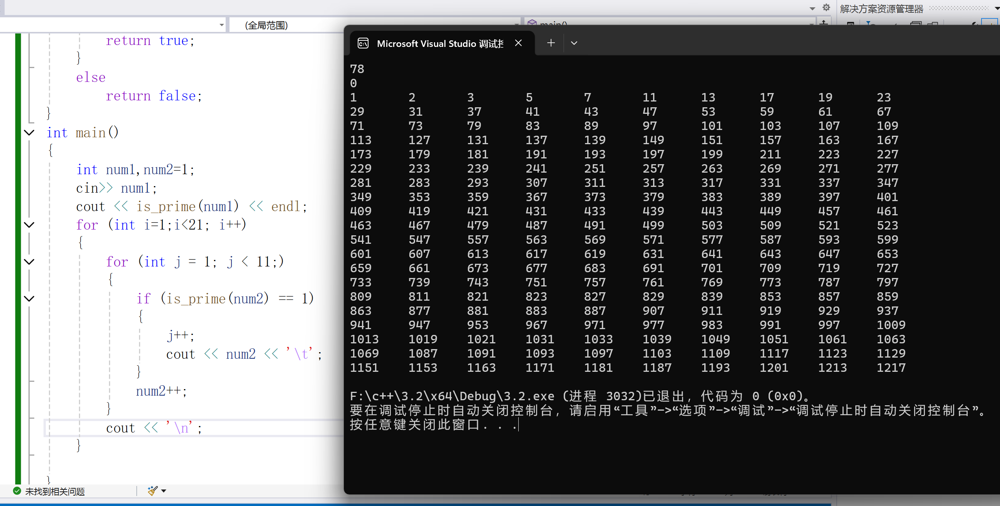 解决方案资源管理器
(全局范围)
main()
return true;
}
else
return false;
}
int main()
{
int num1,num2=1;
cin>> num1;
cout << is_prime(num1) << endl;
for (int i=1;i<21; i++)
{
for (int j = 1; j < 11;)
{
if (is_prime(num2) == 1)
{
j++;
cout << num2 << '\t';
}
num2++;
}
cout << '\n';
}
}
未找到相关问题
Microsoft Visual Studio 调试
78
0
1 2 3 5 7 11 13 17 19 23
29 31 37 41 43 47 53 59 61 67
71 73 79 83 89 97 101 103 107 109
113 127 131 137 139 149 151 157 163 167
173 179 181 191 193 197 199 211 223 227
229 233 239 241 251 257 263 269 271 277
281 283 293 307 311 313 317 331 337 347
349 353 359 367 373 379 383 389 397 401
409 419 421 431 433 439 443 449 457 461
463 467 479 487 491 499 503 509 521 523
541 547 557 563 569 571 577 587 593 599
601 607 613 617 619 631 641 643 647 653
659 661 673 677 683 691 701 709 719 727
733 739 743 751 757 761 769 773 787 797
809 811 821 823 827 829 839 853 857 859
863 877 881 883 887 907 911 919 929 937
941 947 953 967 971 977 983 991 997 1009
1013 1019 1021 1031 1033 1039 1049 1051 1061 1063
1069 1087 1091 1093 1097 1103 1109 1117 1123 1129
1151 1153 1163 1171 1181 1187 1193 1201 1213 1217
F:\c++\3.2\x64\Debug\3.2.exe (进程 3032)已退出，代码为 0 (0x0)。
要在调试停止时自动关闭控制台，请启用“工具”->“选项”->“调试”->“调试停止时自动关闭控制台”。
按任意键关闭此窗口. . .